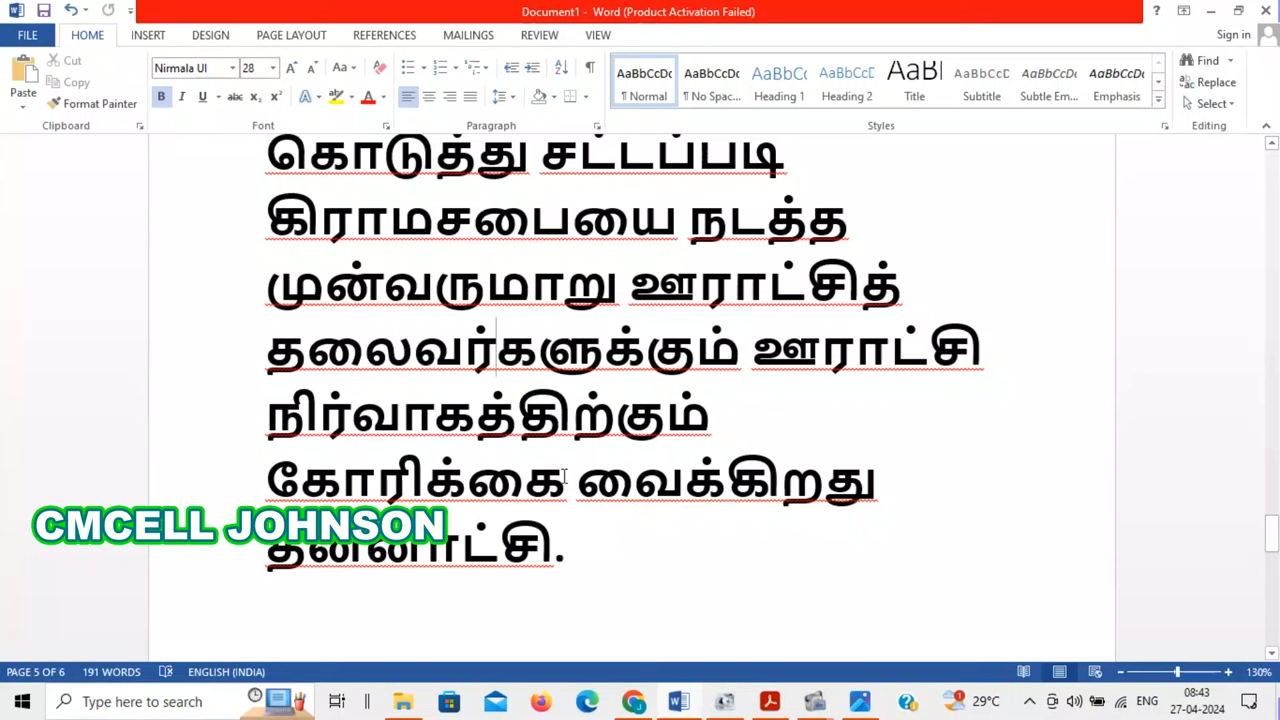 Document1 - Word (Product Activation Failed)
Sign in
FILE HOME INSERT DESIGN PAGE LAYOUT REFERENCES MAILINGS REVIEW VIEW
Paste
Cut
Copy
Format Painter
Clipboard
Nirmala UI 28
Font
Paragraph
AaBbCcDc AaBbCcDc AaBbCc AaBbCcDc AaBl AaBbCcDc AaBbCcDc AaBbCcDc
¶ Normal ¶ No Spac... Heading 1 Heading 2 Title Subtitle Subtle Em... Emphasis
Styles
Find
Replace
Select
Editing
கொடுத்து சட்டப்படி
கிராமசபையை நடத்த
முன்வருமாறு ஊராட்சித்
தலைவர்களுக்கும் ஊராட்சி
நிர்வாகத்திற்கும்
கோரிக்கை வைக்கிறது
CMCELL JOHNSON
தன்னாட்சி.
PAGE 5 OF 6 191 WORDS ENGLISH (INDIA) 130%
Type here to search
29°C ENG 08:43
27-04-2024